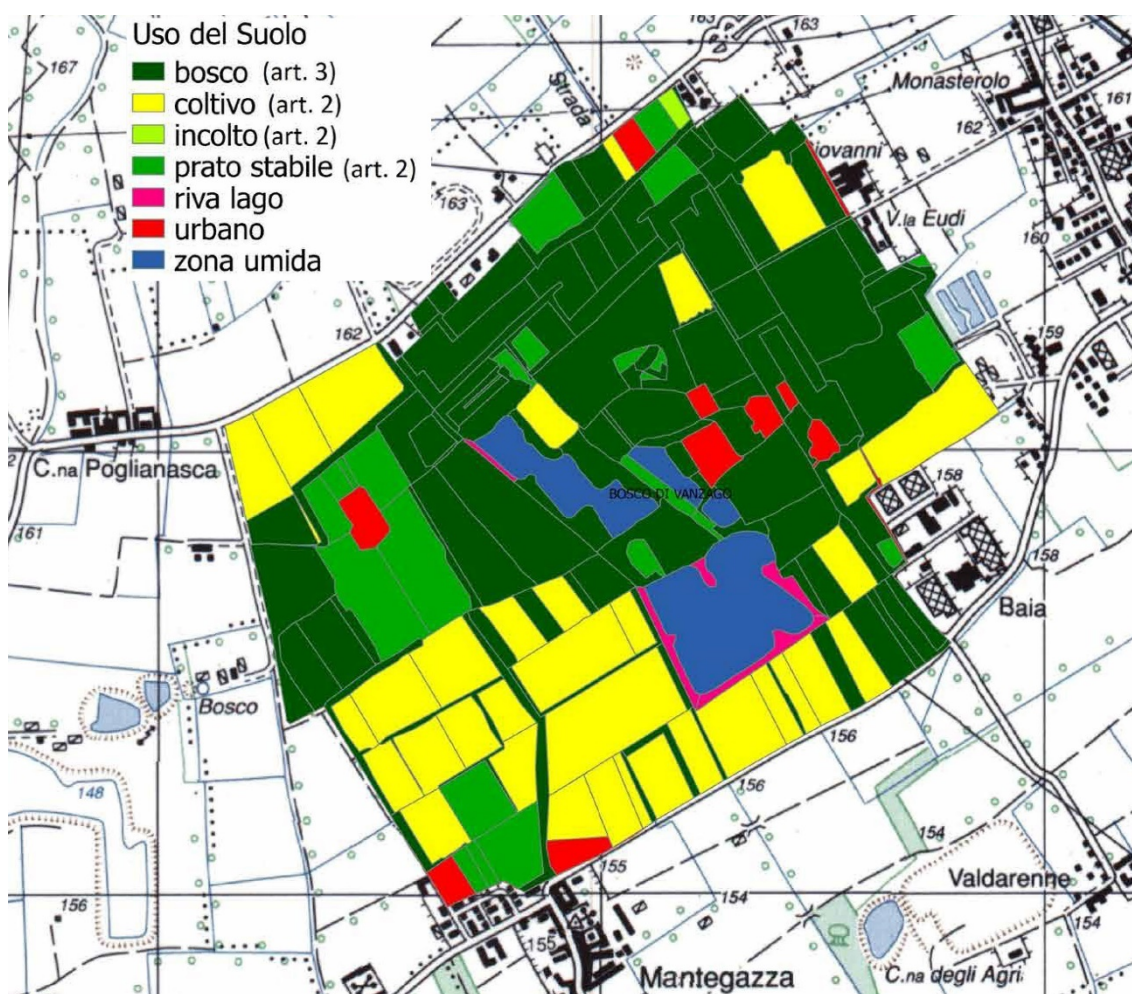 Uso del Suolo
bosco (art. 3)
coltivo (art. 2)
incolto (art. 2)
prato stabile (art. 2)
riva lago
urbano
zona umida
167
163
163
Strada
Monasterolo
161
162
Giovanni
163
V.la Eudi
160
162
159
C.na Poglianasca
158
BOSCO DI VANZAGO
161
158
Baia
Bosco
156
148
156
154
155
Valdarenne
156
154
154
155
C.na degli Agri
Mantegazza